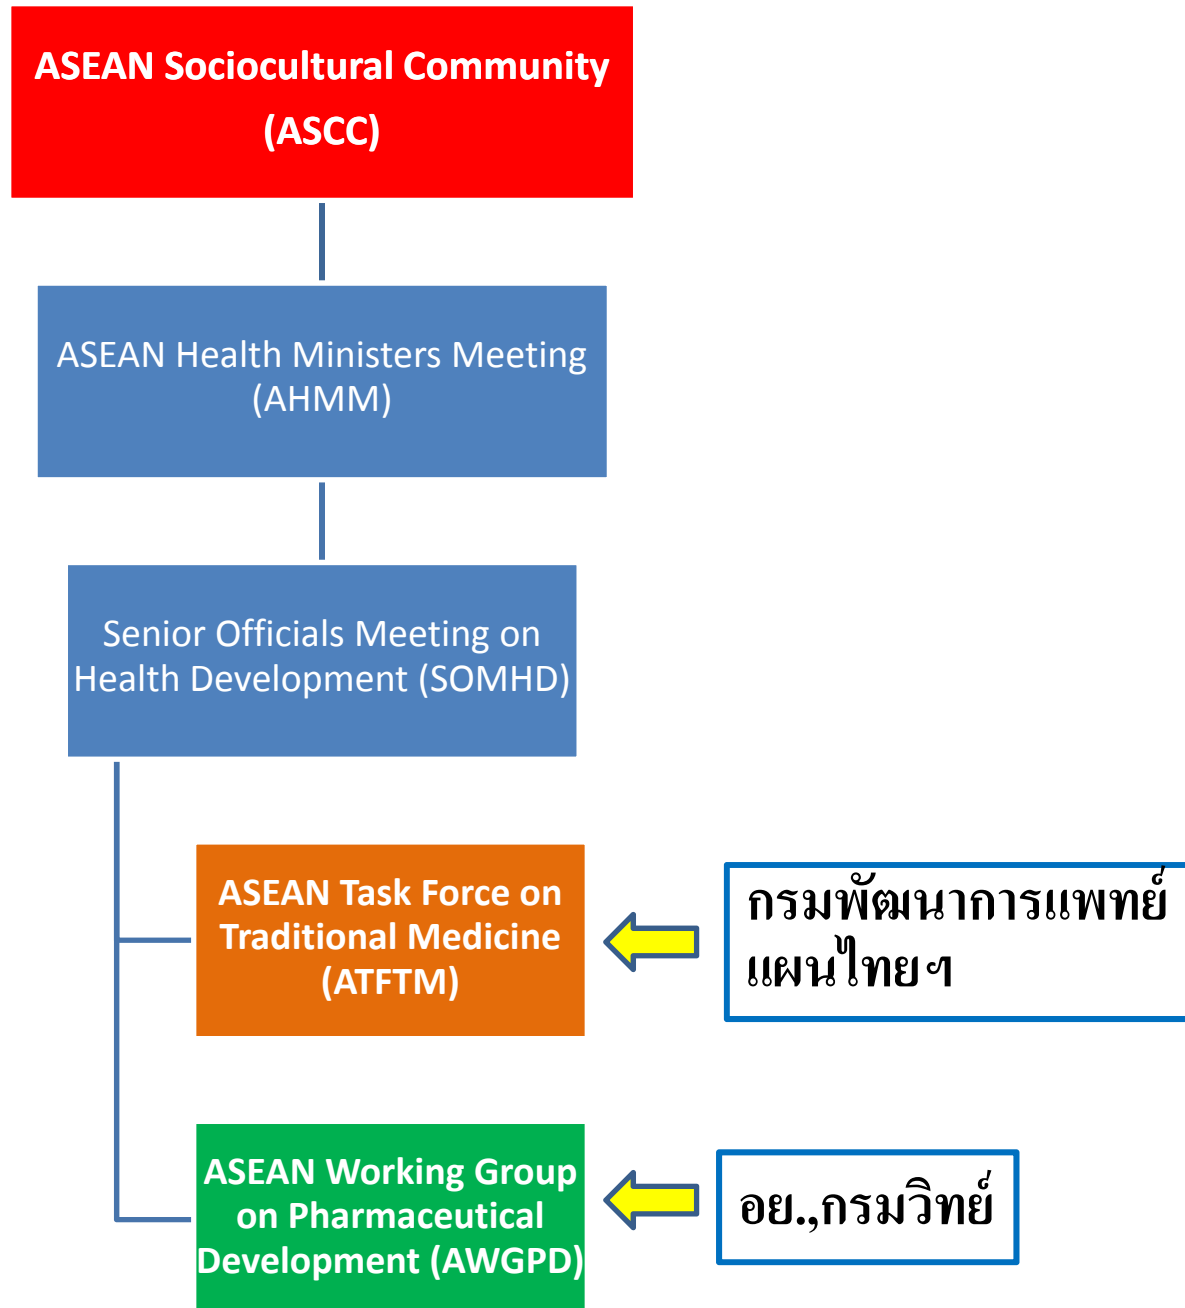 ASEAN Sociocultural Community
(ASCC)
ASEAN Health Ministers Meeting
(AHMM)
Senior Officials Meeting on
Health Development (SOMHD)
ASEAN Task Force on
Traditional Medicine
(ATFTM)
กรมพัฒนาการแพทย์
แผนไทยฯ
ASEAN Working Group
on Pharmaceutical
Development (AWGPD)
อย.,กรมวิทย์